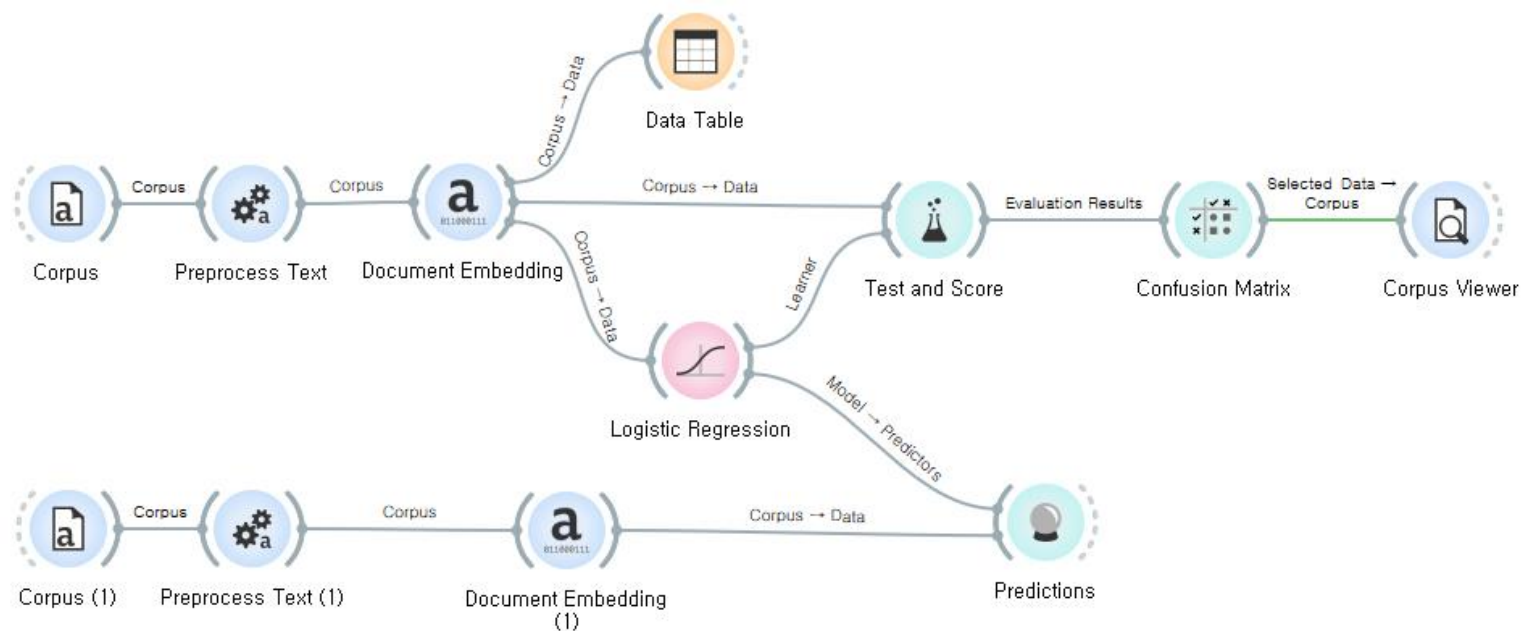 Corpus → Data
Data Table
Corpus
Corpus
Corpus → Data
Evaluation Results
Selected Data →
Corpus
a
a
a
011000111
Corpus
Preprocess Text
Document Embedding
Corpus → Data
Learner
Test and Score
Confusion Matrix
Corpus Viewer
Logistic Regression
Model → Predictors
Corpus
Corpus
Corpus → Data
a
a
a
011000111
Corpus (1)
Preprocess Text (1)
Document Embedding
(1)
Predictions